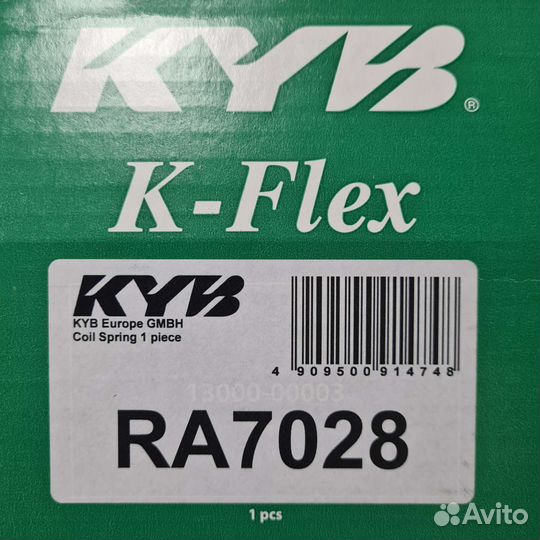 KYB®
K-Flex
KYB
KYB Europe GMBH
Coil Spring 1 piece
4 909500 914748
13000-00003
RA7028
1 pcs
Avito